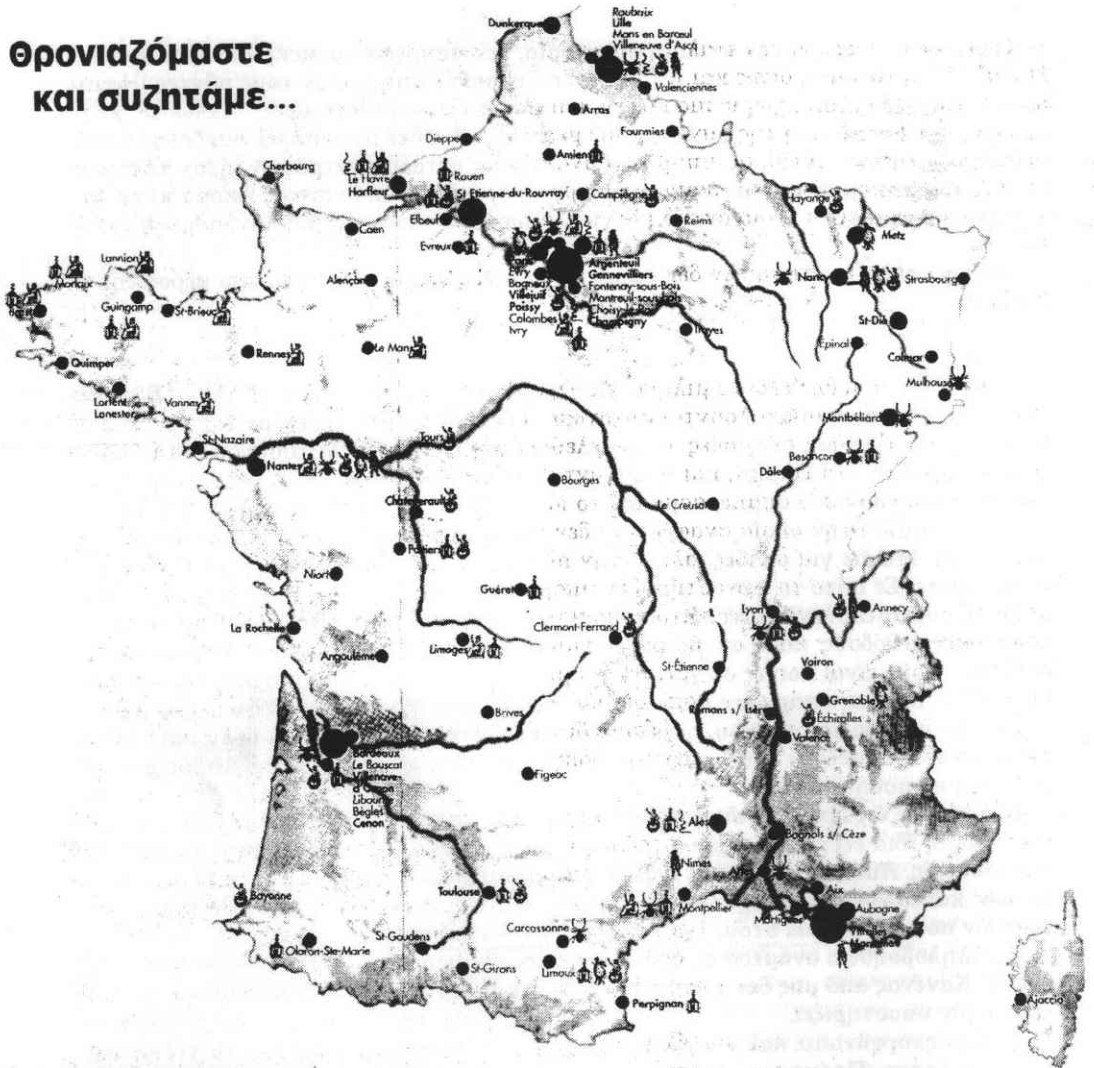 Θρονιαζόμαστε
και συζητάμε...
Dunkerque
Roubaix
Lille
Mons en Barœul
Villeneuve d'Ascq
Valenciennes
Arras
Fourmies
Dieppe
Amiens
Cherbourg
Le Havre
Harfleur
Rouen
St Etienne-du-Rouvray
Compiègne
Hayange
Elbeuf
Reims
Metz
Caen
Evreux
Evry
Bagneux
Villejuif
Poissy
Colombes
Ivry
Argenteuil
Gennevilliers
Fontenay-sous-Bois
Montreuil-sous-Bois
Choisy-le-Roi
Champigny
Lannion
Morlaix
Guingamp
St-Brieuc
Alençon
Nancy
Strasbourg
St-Dié
Troyes
Epinal
Rennes
Le Mans
Quimper
Colmar
Mulhouse
Lorient
Lanester
Vannes
Montbéliard
St-Nazaire
Tours
Nantes
Besançon
Dôle
Bourges
Chatellerault
Le Creusot
Poitiers
Niort
Guéret
Lyon
Annecy
La Rochelle
Clermont-Ferrand
Limoges
Angoulême
St-Étienne
Voiron
Brives
Romans s/ Isère
Grenoble
Echirolles
Valence
Bordeaux
Le Bouscat
Villenave-
d'Ornon
Libourne
Bègles
Cenon
Figeac
Alès
Bagnols s/ Cèze
Nîmes
Arles
Aix
Bayonne
Toulouse
Montpellier
Martigues
Aubagne
Carcassonne
Oloron-Ste-Marie
St-Gaudens
St-Girons
Limoux
Perpignan
Ajaccio